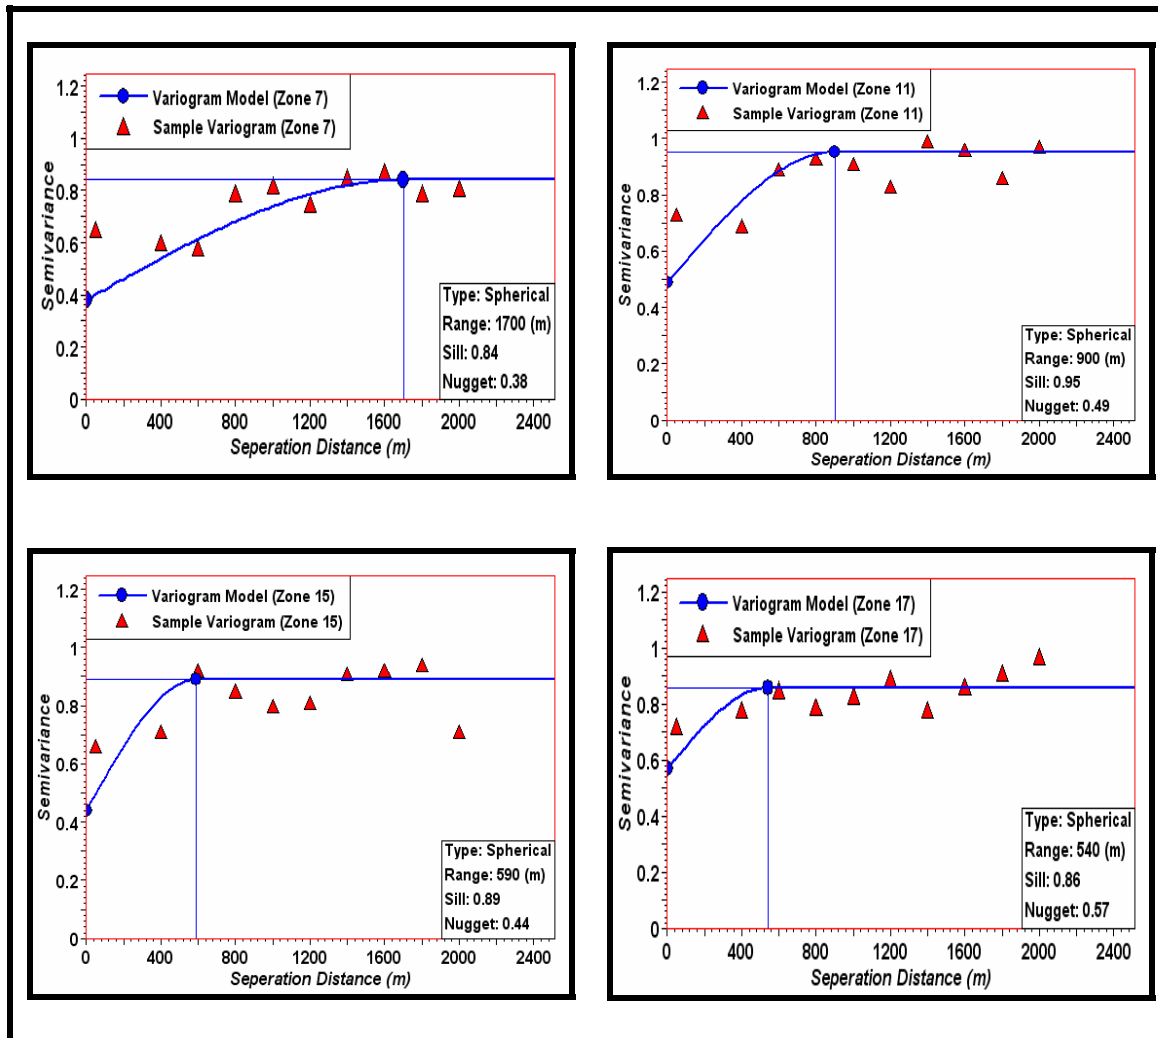 Variogram Model (Zone 7)
Sample Variogram (Zone 7)
1.2
1
0.8
0.6
0.4
0.2
0
Semivariance
Type: Spherical
Range: 1700 (m)
Sill: 0.84
Nugget: 0.38
0 400 800 1200 1600 2000 2400
Seperation Distance (m)
Variogram Model (Zone 11)
Sample Variogram (Zone 11)
1.2
1
0.8
0.6
0.4
0.2
0
Semivariance
Type: Spherical
Range: 900 (m)
Sill: 0.95
Nugget: 0.49
0 400 800 1200 1600 2000 2400
Seperation Distance (m)
Variogram Model (Zone 15)
Sample Variogram (Zone 15)
1.2
1
0.8
0.6
0.4
0.2
0
Semivariance
Type: Spherical
Range: 590 (m)
Sill: 0.89
Nugget: 0.44
0 400 800 1200 1600 2000 2400
Seperation Distance (m)
Variogram Model (Zone 17)
Sample Variogram (Zone 17)
1.2
1
0.8
0.6
0.4
0.2
0
Semivariance
Type: Spherical
Range: 540 (m)
Sill: 0.86
Nugget: 0.57
0 400 800 1200 1600 2000 2400
Seperation Distance (m)